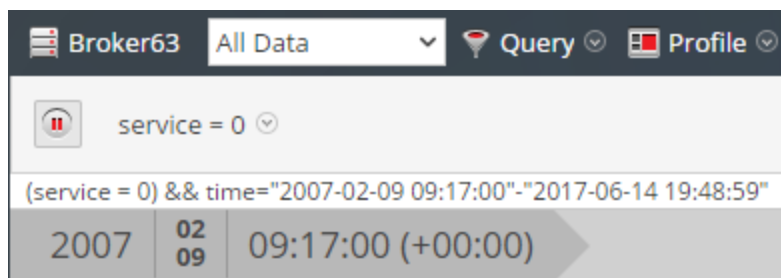 Broker63 All Data Query Profile
service = 0
(service = 0) && time="2007-02-09 09:17:00"-"2017-06-14 19:48:59"
2007 02 09 09:17:00 (+00:00)